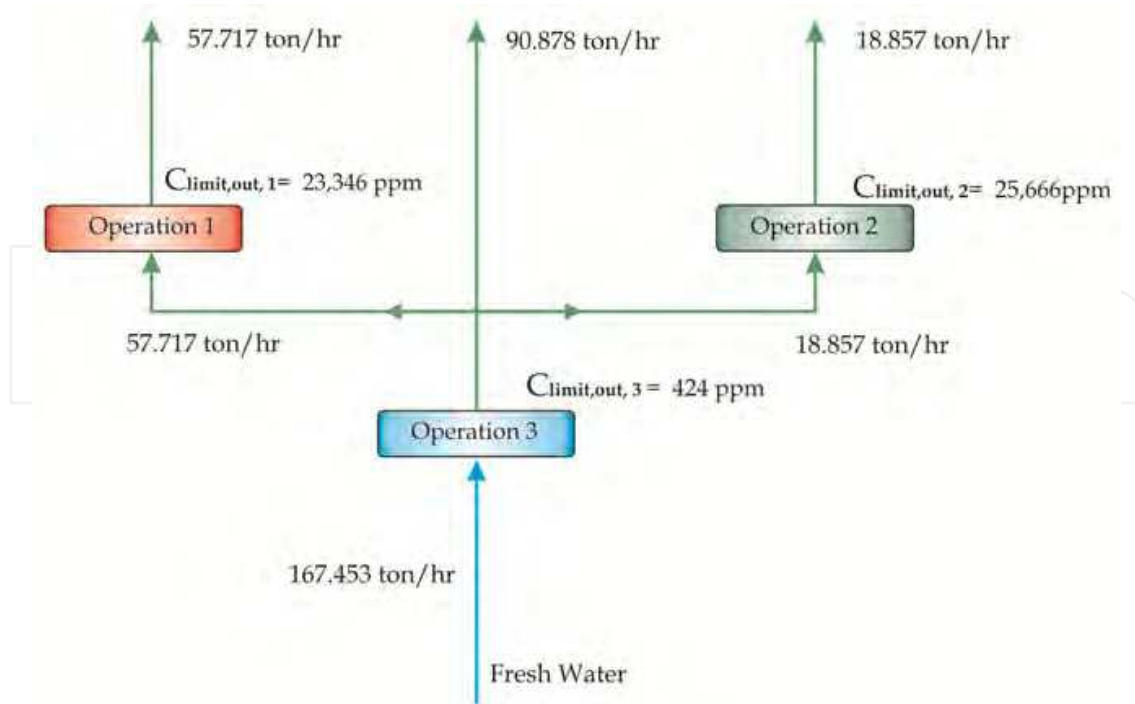 57.717 ton/hr
90.878 ton/hr
18.857 ton/hr
Climit,out, 1= 23,346 ppm
Climit,out, 2= 25,666ppm
Operation 1
Operation 2
57.717 ton/hr
18.857 ton/hr
Climit,out, 3 = 424 ppm
Operation 3
167.453 ton/hr
Fresh Water